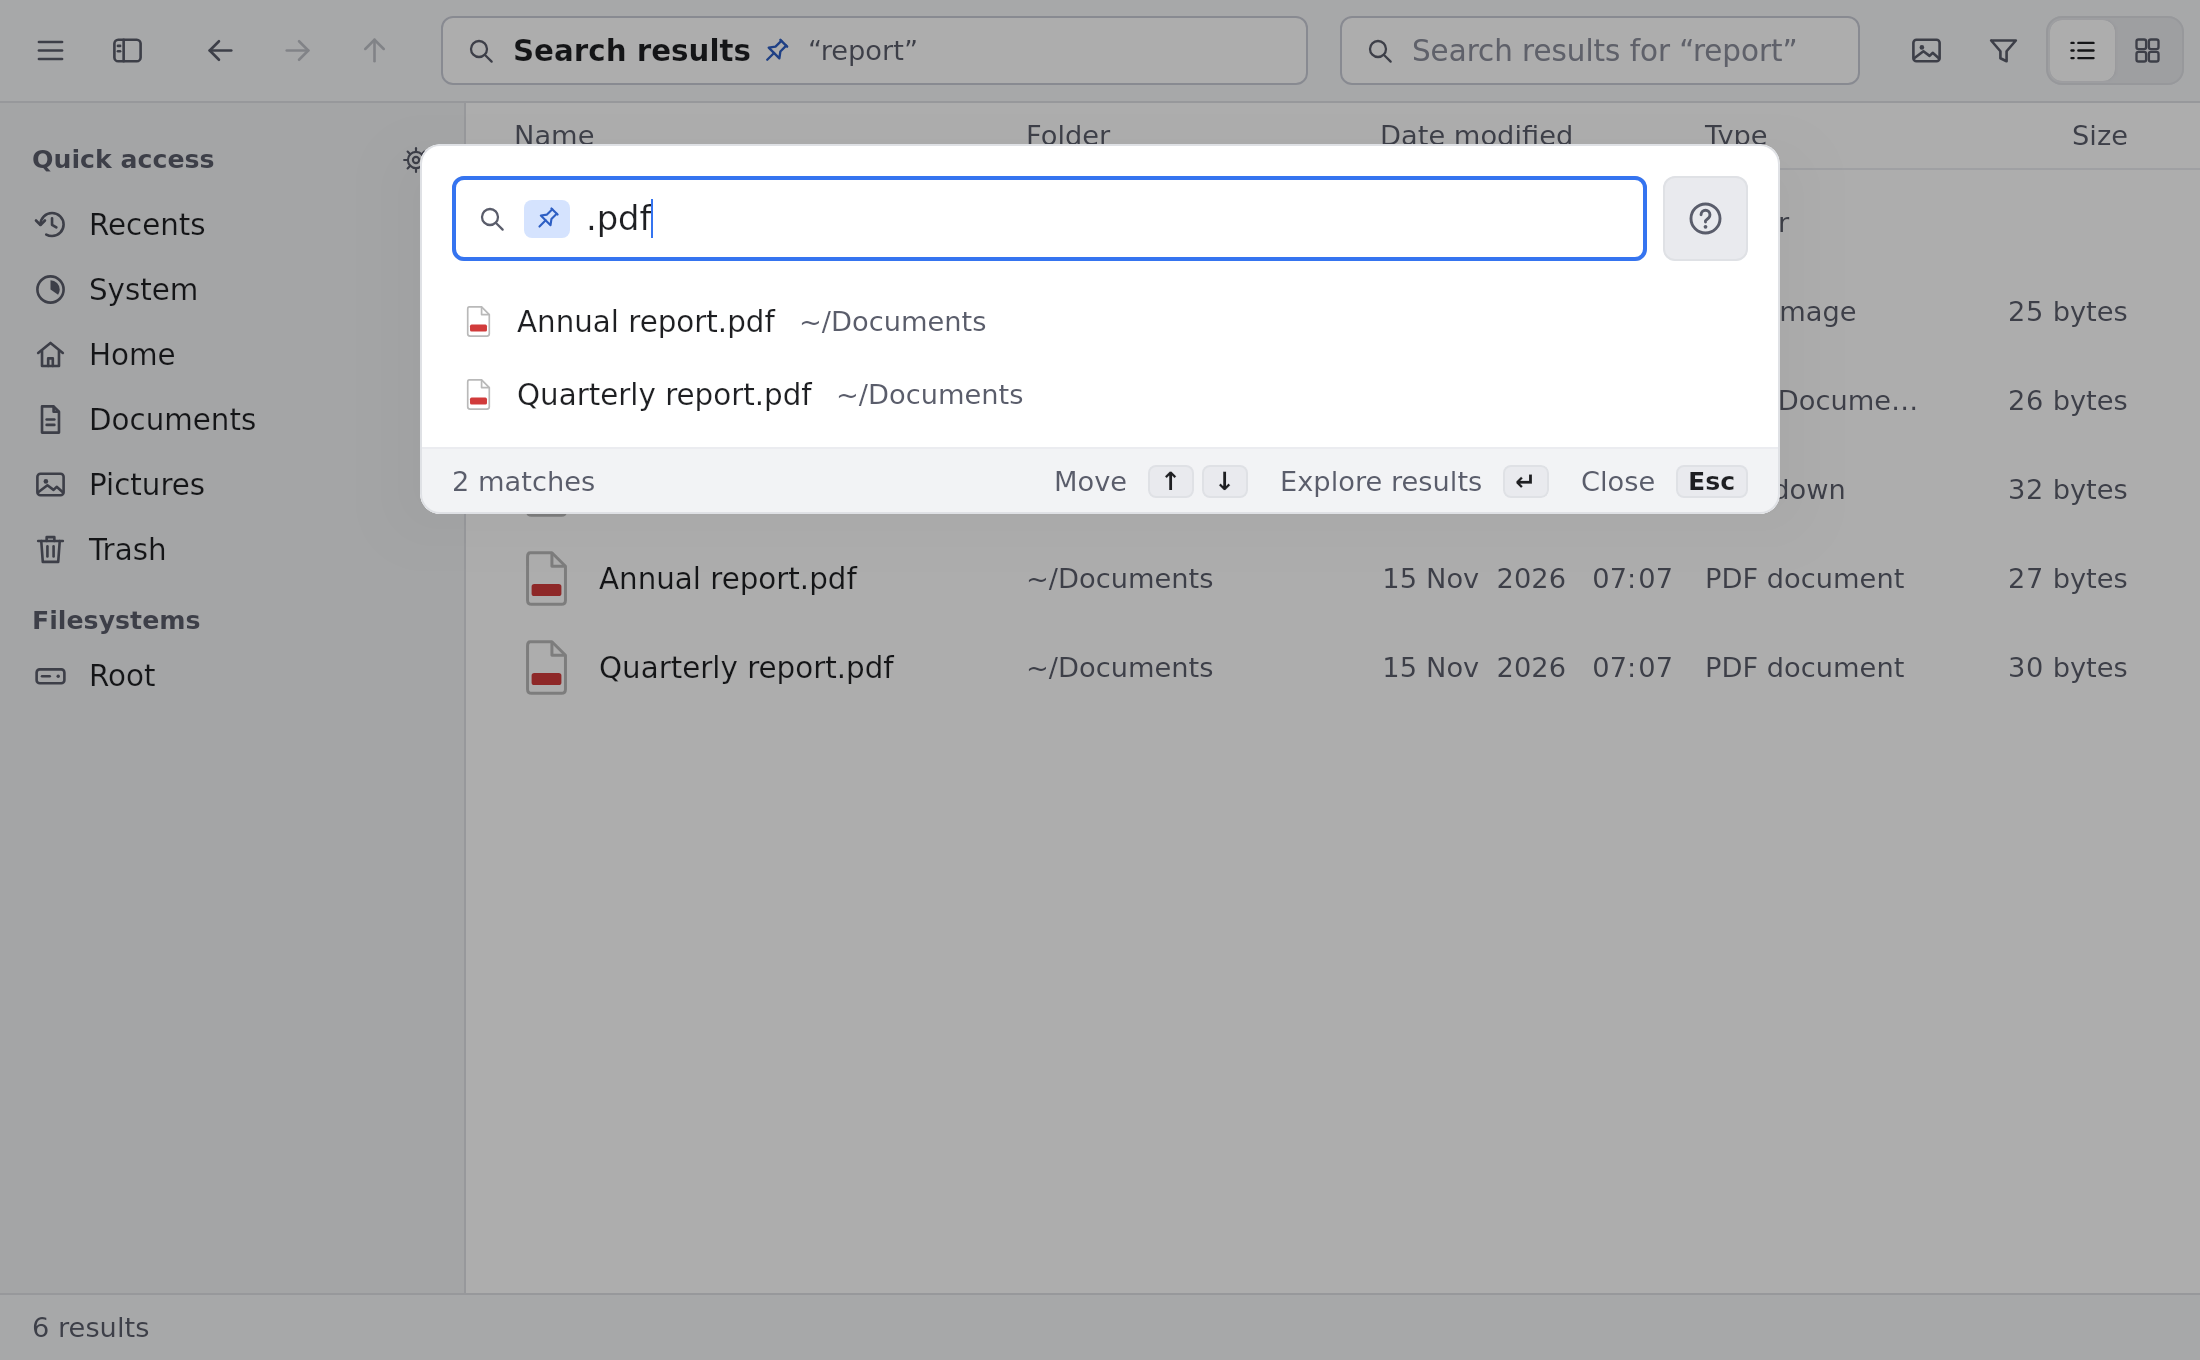 Search results “report”
Search results for “report”
Name Folder Date modified Type Size
Quick access
Recents
System
Home
Documents
Pictures
Trash
Filesystems
Root
.pdf
Annual report.pdf ~/Documents
Quarterly report.pdf ~/Documents
2 matches Move ↑ ↓ Explore results ↵ Close Esc
25 bytes
Docume... 26 bytes
32 bytes
Annual report.pdf ~/Documents 15 Nov 2026 07:07 PDF document 27 bytes
Quarterly report.pdf ~/Documents 15 Nov 2026 07:07 PDF document 30 bytes
6 results